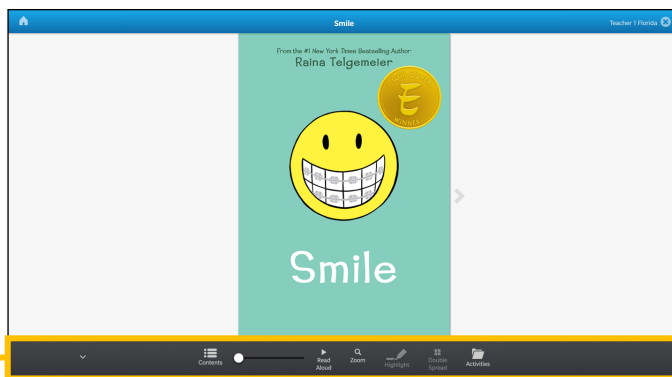 Smile
Teacher 1 Florida
From the #1 New York Times Bestselling Author
Raina Telgemeier
E
WINNER
Smile
Contents
Read
Aloud
Zoom
Highlight
Double
Spread
Activities